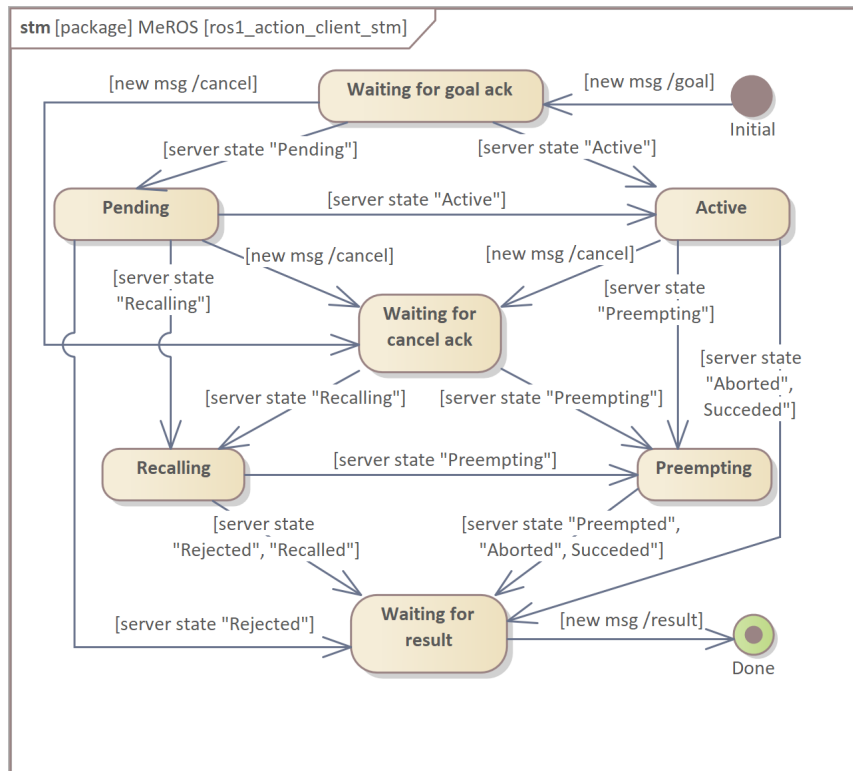 stm [package] MeROS [ros1_action_client_stm]
[new msg /cancel]
Waiting for goal ack
[new msg /goal]
Initial
[server state "Pending"]
[server state "Active"]
Pending
[server state "Active"]
Active
[new msg /cancel]
[new msg /cancel]
[server state
"Recalling"]
[server state
"Preempting"]
Waiting for
cancel ack
[server state
"Aborted",
Succeded"]
[server state "Recalling"]
[server state "Preempting"]
Recalling
[server state "Preempting"]
Preempting
[server state
"Rejected", "Recalled"]
[server state "Preempted",
"Aborted", Succeded"]
Waiting for
result
[server state "Rejected"]
[new msg /result]
Done